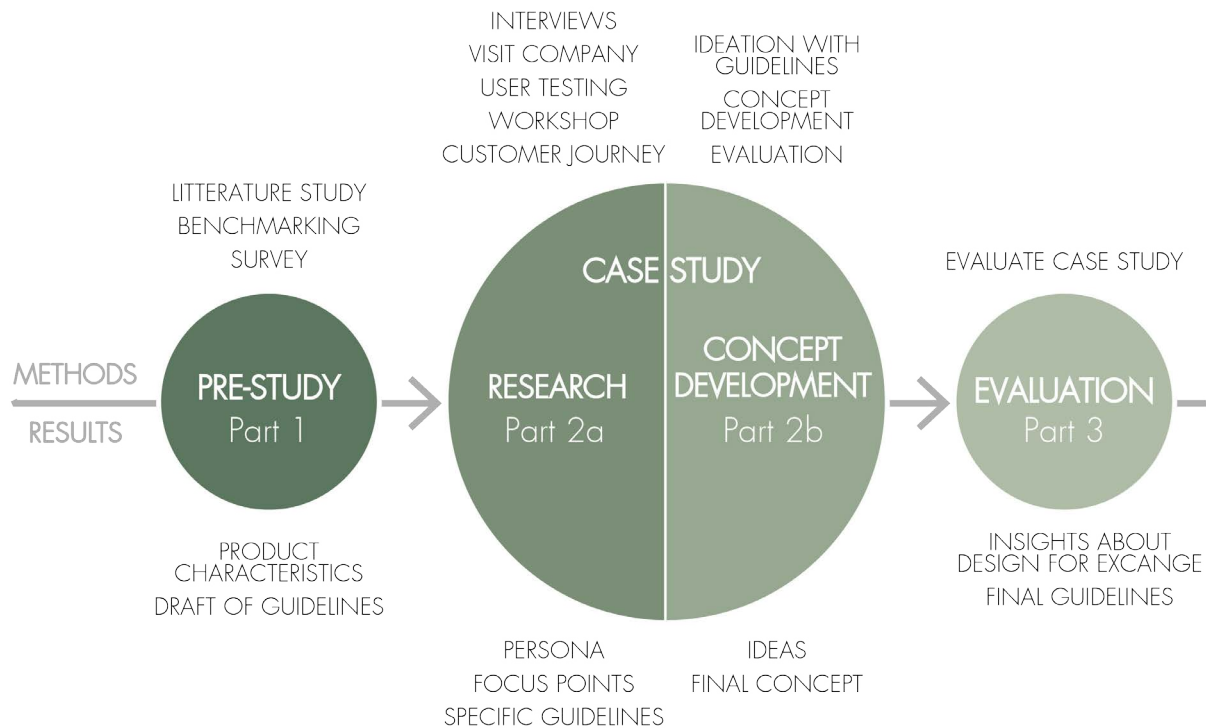 INTERVIEWS
VISIT COMPANY
USER TESTING
WORKSHOP
CUSTOMER JOURNEY
IDEATION WITH
GUIDELINES
CONCEPT
DEVELOPMENT
EVALUATION
LITTERATURE STUDY
BENCHMARKING
SURVEY
EVALUATE CASE STUDY
CASE STUDY
METHODS
RESULTS
PRE-STUDY
Part 1
RESEARCH
Part 2a
CONCEPT
DEVELOPMENT
Part 2b
EVALUATION
Part 3
PRODUCT
CHARACTERISTICS
DRAFT OF GUIDELINES
PERSONA
FOCUS POINTS
SPECIFIC GUIDELINES
IDEAS
FINAL CONCEPT
INSIGHTS ABOUT
DESIGN FOR EXCANGE
FINAL GUIDELINES